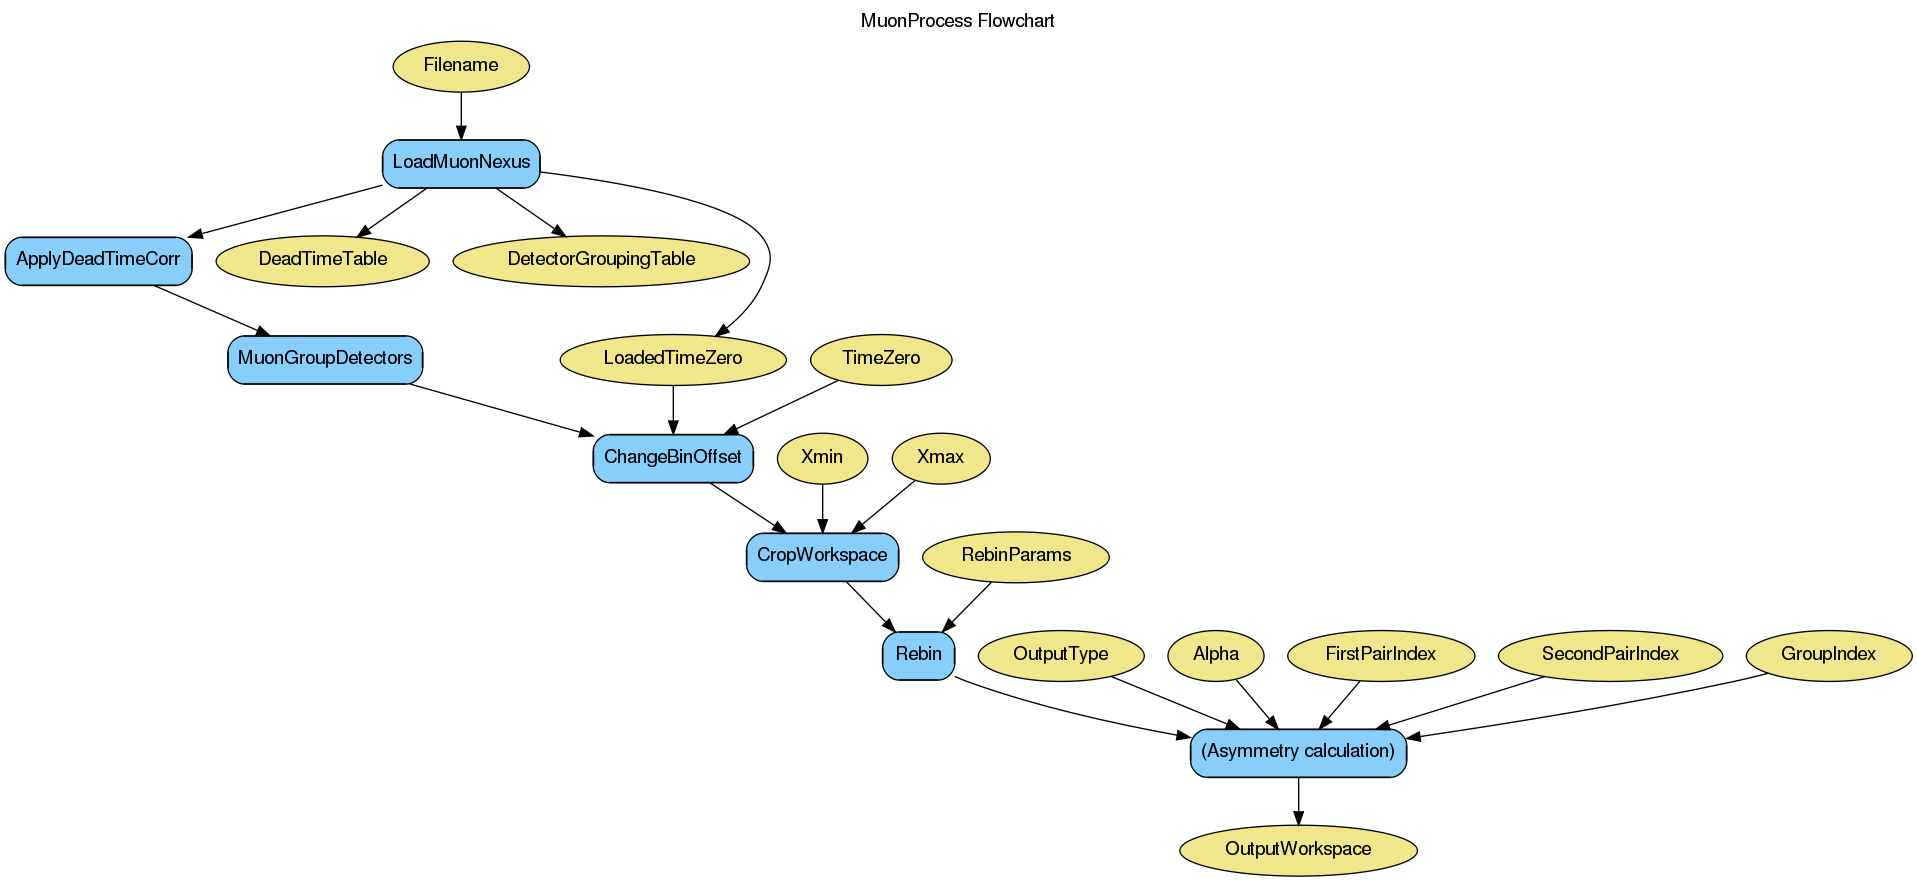 MuonProcess Flowchart
Filename
LoadMuonNexus
ApplyDeadTimeCorr
DeadTimeTable
DetectorGroupingTable
MuonGroupDetectors
LoadedTimeZero
TimeZero
ChangeBinOffset
Xmin
Xmax
CropWorkspace
RebinParams
Rebin
OutputType
Alpha
FirstPairIndex
SecondPairIndex
GroupIndex
(Asymmetry calculation)
OutputWorkspace